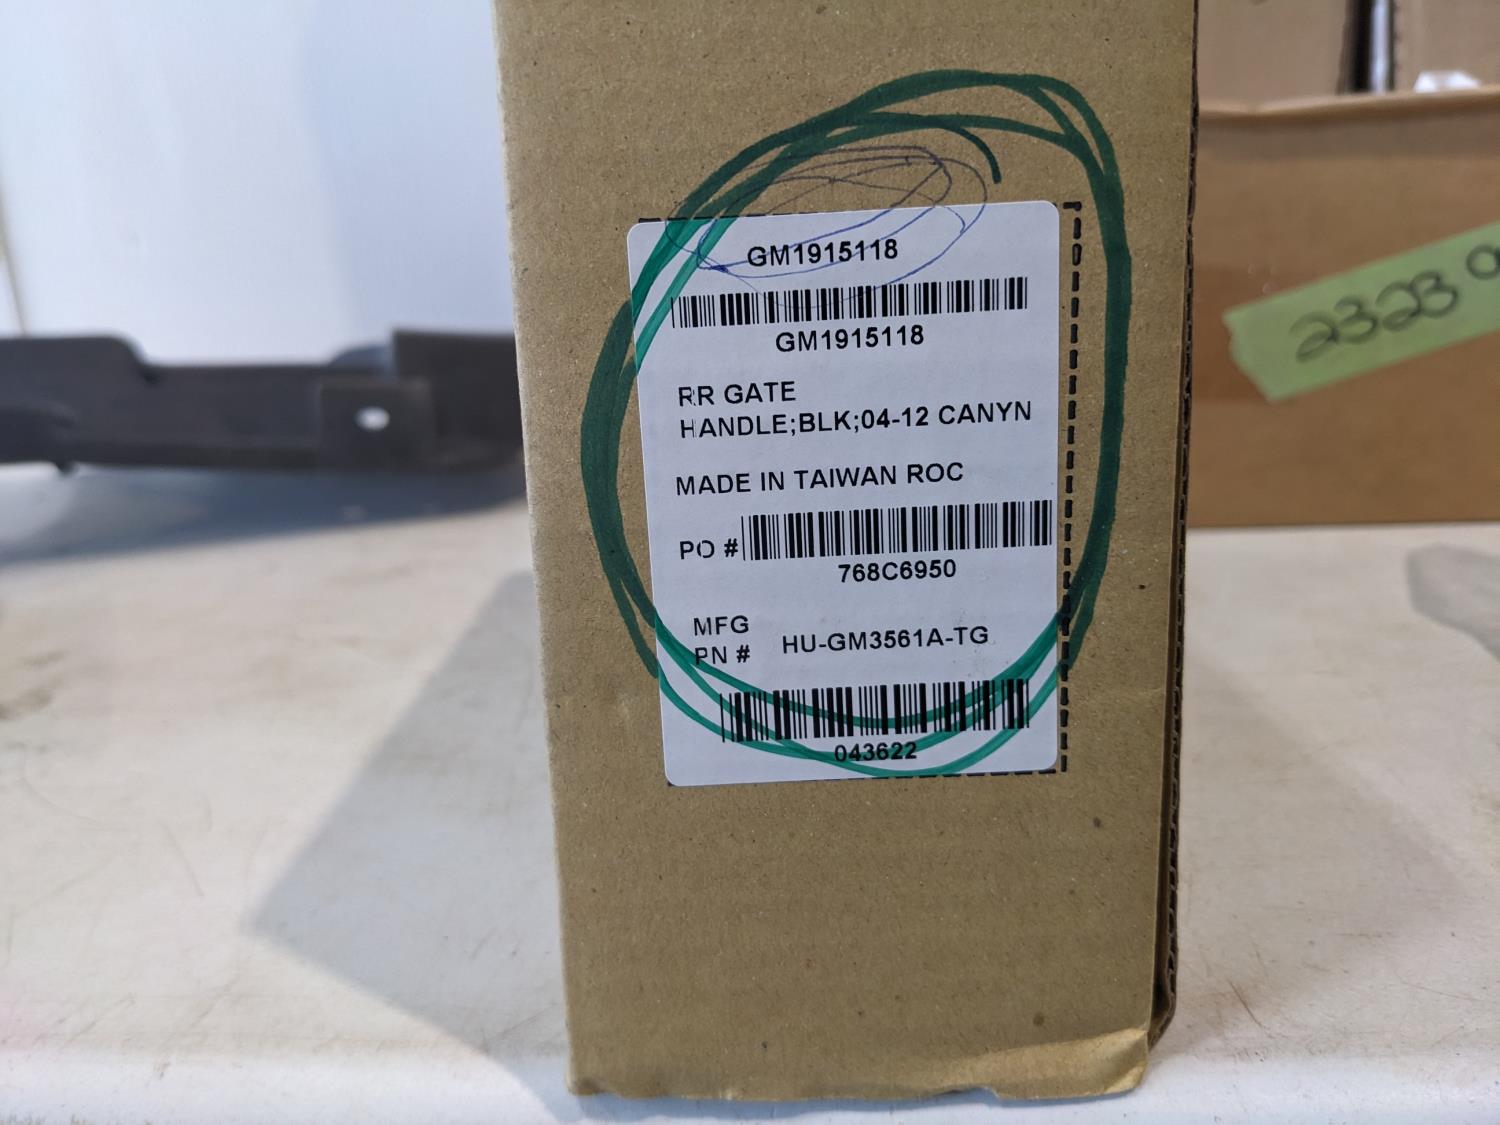 GM1915118
GM1915118
RR GATE
HANDLE;BLK;04-12 CANYN
MADE IN TAIWAN ROC
PO #
768C6950
MFG
PN # HU-GM3561A-TG
043622
2323